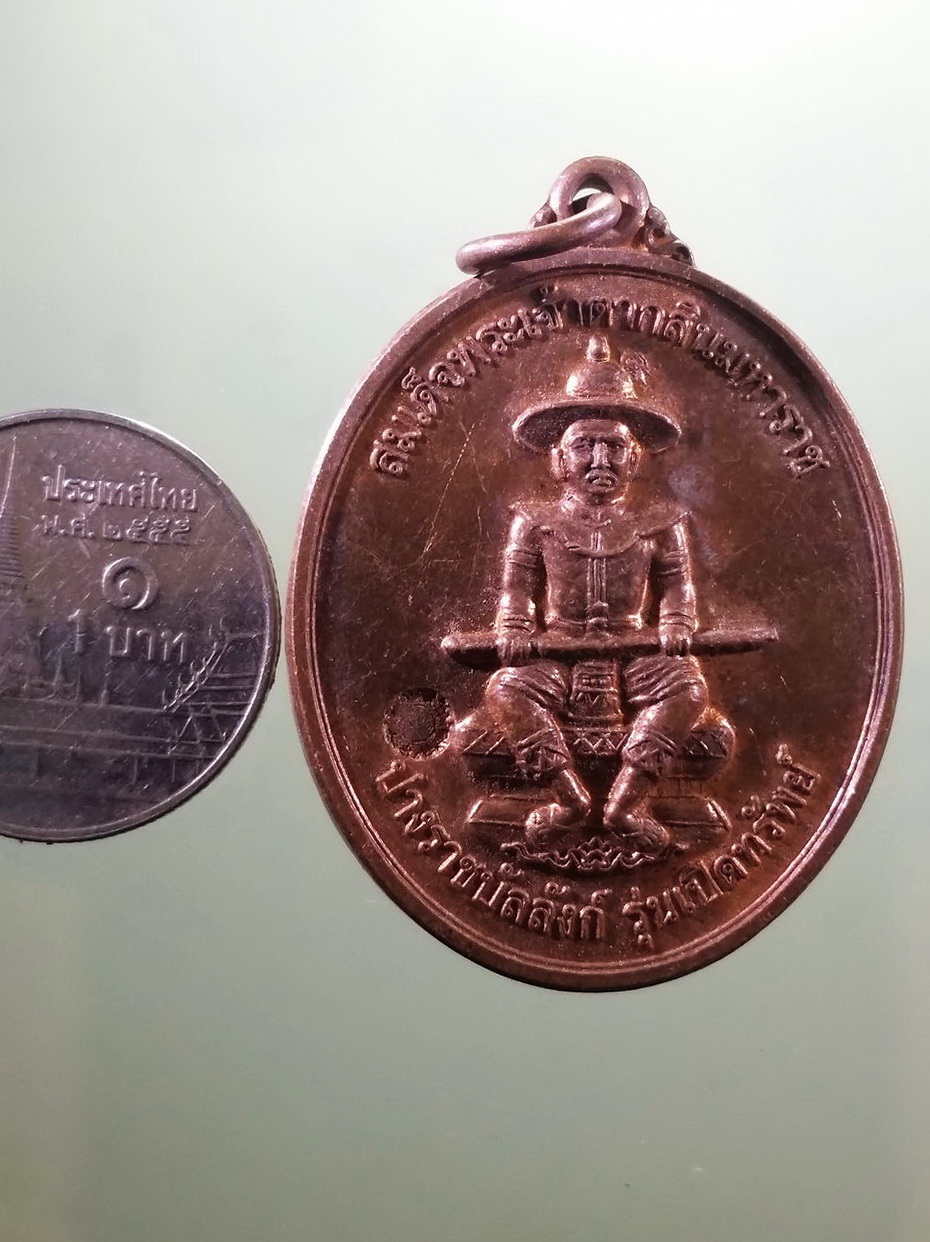 ประเทศไทย
พ.ศ. ๒๕๕๕
๑
1 บาท
สมเด็จพระเจ้าตากสินมหาราช
ปางราชบัลลังก์ รุ่นเปิดทรัพย์